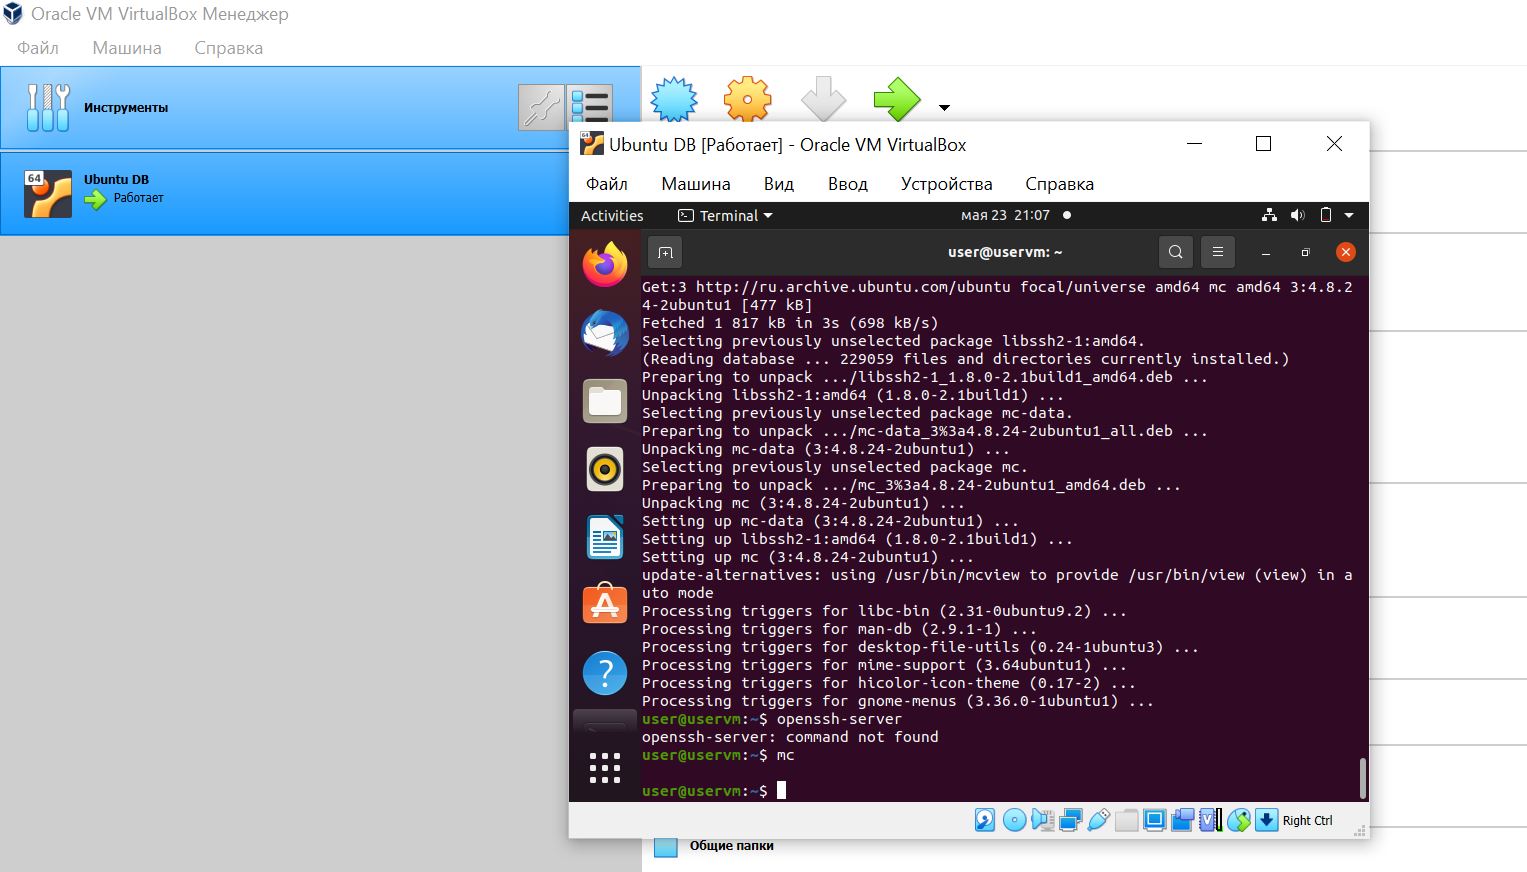 Oracle VM VirtualBox Менеджер
Файл Машина Справка
Инструменты
64
Ubuntu DB
Работает
64
Ubuntu DB [Работает] - Oracle VM VirtualBox
Файл Машина Вид Ввод Устройства Справка
Activities Terminal мая 23 21:07
user@uservm: ~
Get:3 http://ru.archive.ubuntu.com/ubuntu focal/universe amd64 mc amd64 3:4.8.2
4-2ubuntu1 [477 kB]
Fetched 1 817 kB in 3s (698 kB/s)
Selecting previously unselected package libssh2-1:amd64.
(Reading database ... 229059 files and directories currently installed.)
Preparing to unpack .../libssh2-1_1.8.0-2.1build1_amd64.deb ...
Unpacking libssh2-1:amd64 (1.8.0-2.1build1) ...
Selecting previously unselected package mc-data.
Preparing to unpack .../mc-data_3%3a4.8.24-2ubuntu1_all.deb ...
Unpacking mc-data (3:4.8.24-2ubuntu1) ...
Selecting previously unselected package mc.
Preparing to unpack .../mc_3%3a4.8.24-2ubuntu1_amd64.deb ...
Unpacking mc (3:4.8.24-2ubuntu1) ...
Setting up mc-data (3:4.8.24-2ubuntu1) ...
Setting up libssh2-1:amd64 (1.8.0-2.1build1) ...
Setting up mc (3:4.8.24-2ubuntu1) ...
update-alternatives: using /usr/bin/mcview to provide /usr/bin/view (view) in a
uto mode
Processing triggers for libc-bin (2.31-0ubuntu9.2) ...
Processing triggers for man-db (2.9.1-1) ...
Processing triggers for desktop-file-utils (0.24-1ubuntu3) ...
Processing triggers for mime-support (3.64ubuntu1) ...
Processing triggers for hicolor-icon-theme (0.17-2) ...
Processing triggers for gnome-menus (3.36.0-1ubuntu1) ...
user@uservm:~$ openssh-server
openssh-server: command not found
user@uservm:~$ mc
user@uservm:~$
Right Ctrl
Общие папки